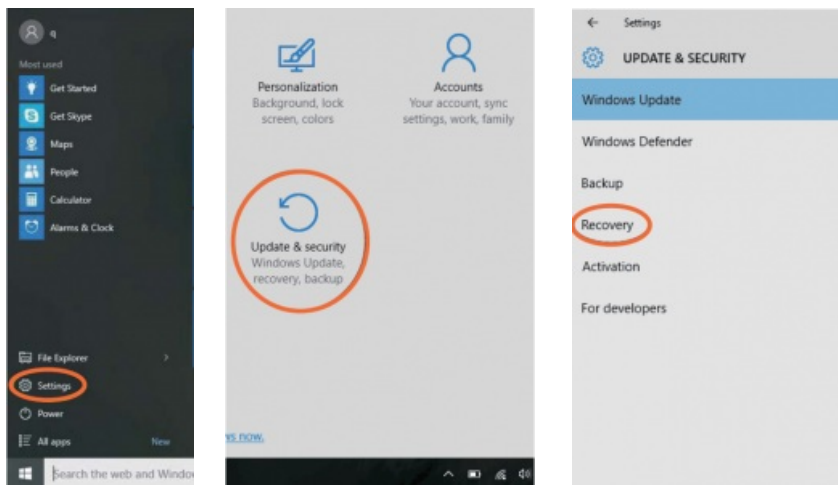 q
Most used
Get Started
Get Skype
Maps
People
Calculator
Alarms & Clock
File Explorer
Settings
Power
All apps New
Search the web and Window
Personalization
Background, lock
screen, colors
Accounts
Your account, sync
settings, work, family
Update & security
Windows Update,
recovery, backup
ws now.
Settings
UPDATE & SECURITY
Windows Update
Windows Defender
Backup
Recovery
Activation
For developers